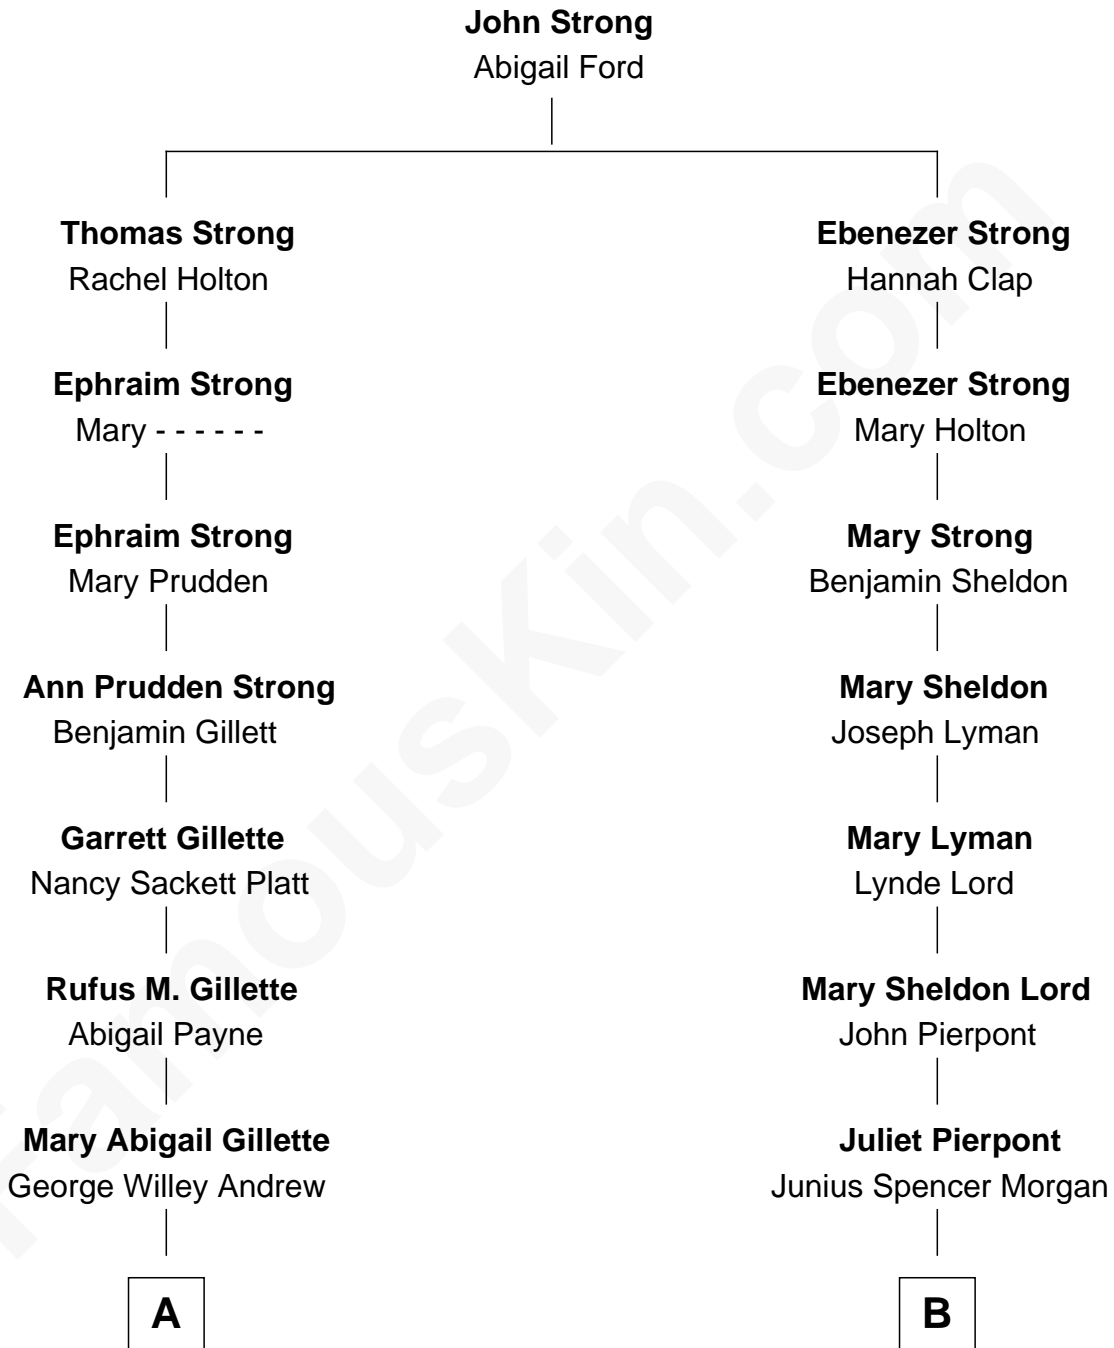 John Strong
Abigail Ford
Thomas Strong
Rachel Holton
Ebenezer Strong
Hannah Clap
Ephraim Strong
Mary - - - - - -
Ebenezer Strong
Mary Holton
Ephraim Strong
Mary Prudden
Mary Strong
Benjamin Sheldon
Ann Prudden Strong
Benjamin Gillett
Mary Sheldon
Joseph Lyman
Garrett Gillette
Nancy Sackett Platt
Mary Lyman
Lynde Lord
Rufus M. Gillette
Abigail Payne
Mary Sheldon Lord
John Pierpont
Mary Abigail Gillette
George Willey Andrew
Juliet Pierpont
Junius Spencer Morgan
A
B
FamousKin.com